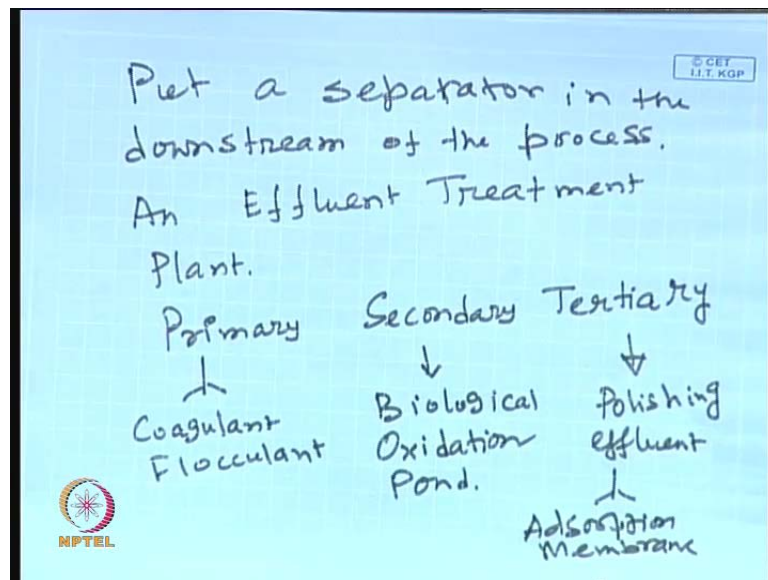 © CET
I.I.T. KGP
Put a separator in the
downstream of the process.
An Effluent Treatment
Plant.
Primary Secondary Tertiary
Coagulant Biological Polishing
Flocculant Oxidation effluent
Pond.
Adsorption
Membrane
NPTEL